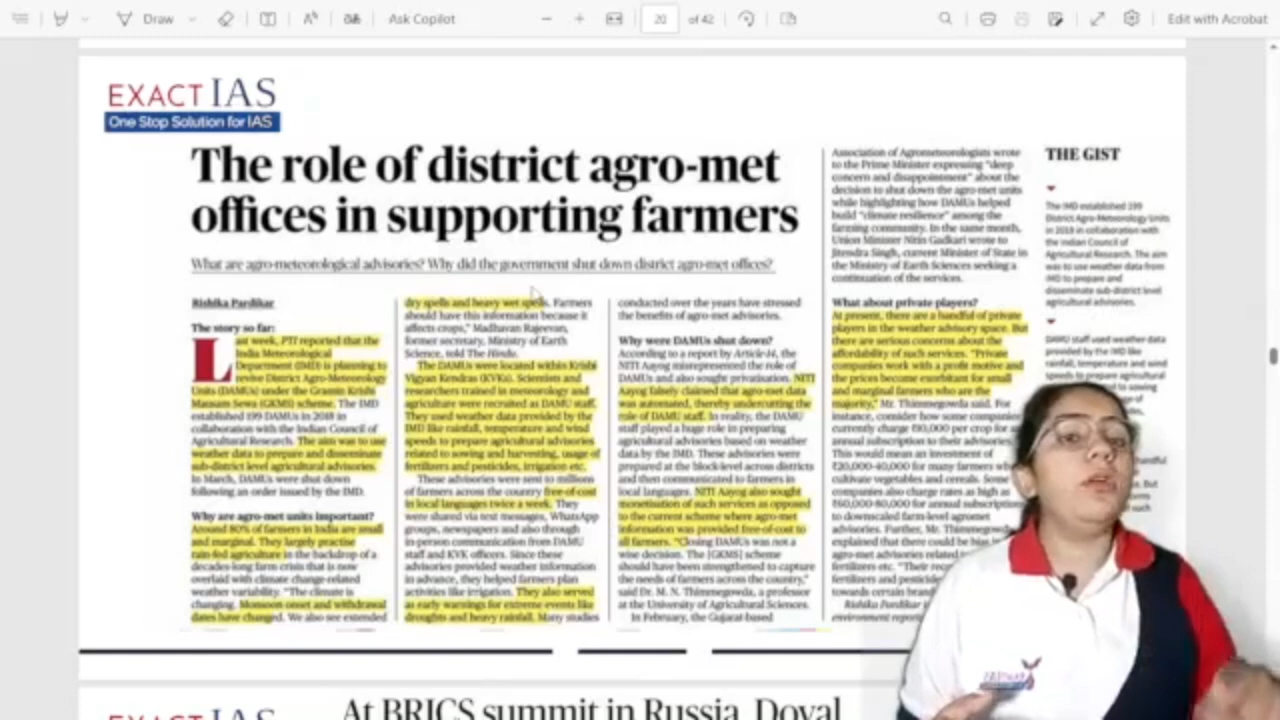 Draw
Ask Copilot
20 of 42
Edit with Acrobat
EXACT IAS
One Stop Solution for IAS
The role of district agro-met
offices in supporting farmers
What are agro-meteorological advisories? Why did the government shut down district agro-met offices?
Rishika Pardikar
The story so far:
Last week, PTI reported that the
India Meteorological
Department (IMD) is planning to
revive District Agro-Meteorology
Units (DAMUs) under the Gramin Krishi
Mausam Sewa (GKMS) scheme. The IMD
established 199 DAMUs in 2018 in
collaboration with the Indian Council of
Agricultural Research. The aim was to use
weather data to prepare and disseminate
sub-district level agricultural advisories.
In March, DAMUs were shut down
following an order issued by the IMD.
Why are agro-met units important?
Around 80% of farmers in India are small
and marginal. They largely practise
rain-fed agriculture in the backdrop of a
decades-long farm crisis that is now
overlaid with climate change-related
weather variability. "The climate is
changing. Monsoon onset and withdrawal
dates have changed. We also see extended
dry spells and heavy wet spells. Farmers
should have this information because it
affects crops," Madhavan Rajeevan,
former secretary, Ministry of Earth
Science, told The Hindu.
The DAMUs were located within Krishi
Vigyan Kendras (KVKs). Scientists and
researchers trained in meteorology and
agriculture were recruited as DAMU staff.
They used weather data provided by the
IMD like rainfall, temperature and wind
speeds to prepare agricultural advisories
related to sowing and harvesting, usage of
fertilizers and pesticides, irrigation etc.
These advisories were sent to millions
of farmers across the country free-of-cost
in local languages twice a week. They
were shared via text messages, WhatsApp
groups, newspapers and also through
in-person communication from DAMU
staff and KVK officers. Since these
advisories provided weather information
in advance, they helped farmers plan
activities like irrigation. They also served
as early warnings for extreme events like
droughts and heavy rainfall. Many studies
conducted over the years have stressed
the benefits of agro-met advisories.
Why were DAMUs shut down?
According to a report by Article-14, the
NITI Aayog misrepresented the role of
DAMUs and also sought privatisation. NITI
Aayog falsely claimed that agro-met data
was automated, thereby undercutting the
role of DAMU staff. In reality, the DAMU
staff played a huge role in preparing
agricultural advisories based on weather
data by the IMD. These advisories were
prepared at the block-level across districts
and then communicated to farmers in
local languages. NITI Aayog also sought
monetisation of such services as opposed
to the current scheme where agro-met
information was provided free-of-cost to
all farmers. "Closing DAMUs was not a
wise decision. The [GKMS] scheme
should have been strengthened to capture
the needs of farmers across the country,"
said Dr. M. N. Thimmegowda, a professor
at the University of Agricultural Sciences.
In February, the Gujarat-based
Association of Agrometeorologists wrote
to the Prime Minister expressing "deep
concern and disappointment" about the
decision to shut down the agro-met units
while highlighting how DAMUs helped
build "climate resilience" among the
farming community. In the same month,
Union Minister Nitin Gadkari wrote to
Jitendra Singh, current Minister of State in
the Ministry of Earth Sciences seeking a
continuation of the services.
What about private players?
At present, there are a handful of private
players in the weather advisory space. But
there are serious concerns about the
affordability of such services. "Private
companies work with a profit motive and
the prices become exorbitant for small
and marginal farmers who are the
majority," Mr. Thimmegowda said. For
instance, consider how some companies
currently charge ₹10,000 per crop for an
annual subscription to their advisories.
This would mean an investment of
₹20,000-40,000 for many farmers who
cultivate vegetables and cereals. Some
companies also charge rates as high as
₹60,000-80,000 for annual subscriptions
to downscaled farm-level agromet
advisories. Further, Mr. Thimmegowda
explained that there could be bias in
agro-met advisories related to
fertilizers etc. "Their
fertilizers and pesticides
towards certain
Rishika Pardikar
environment
THE GIST
The IMD established 199
District Agro-Meteorology Units
in 2018 in collaboration with
the Indian Council of
Agricultural Research. The aim
was to use weather data from
IMD to prepare and
disseminate sub-district level
agricultural advisories.
DAMU staff used weather data
provided by the IMD like
rainfall, temperature and wind
speeds to prepare agricultural
to sowing
of
handful
But
such
EXACT IAS
At BRICS summit in Russia, Doval